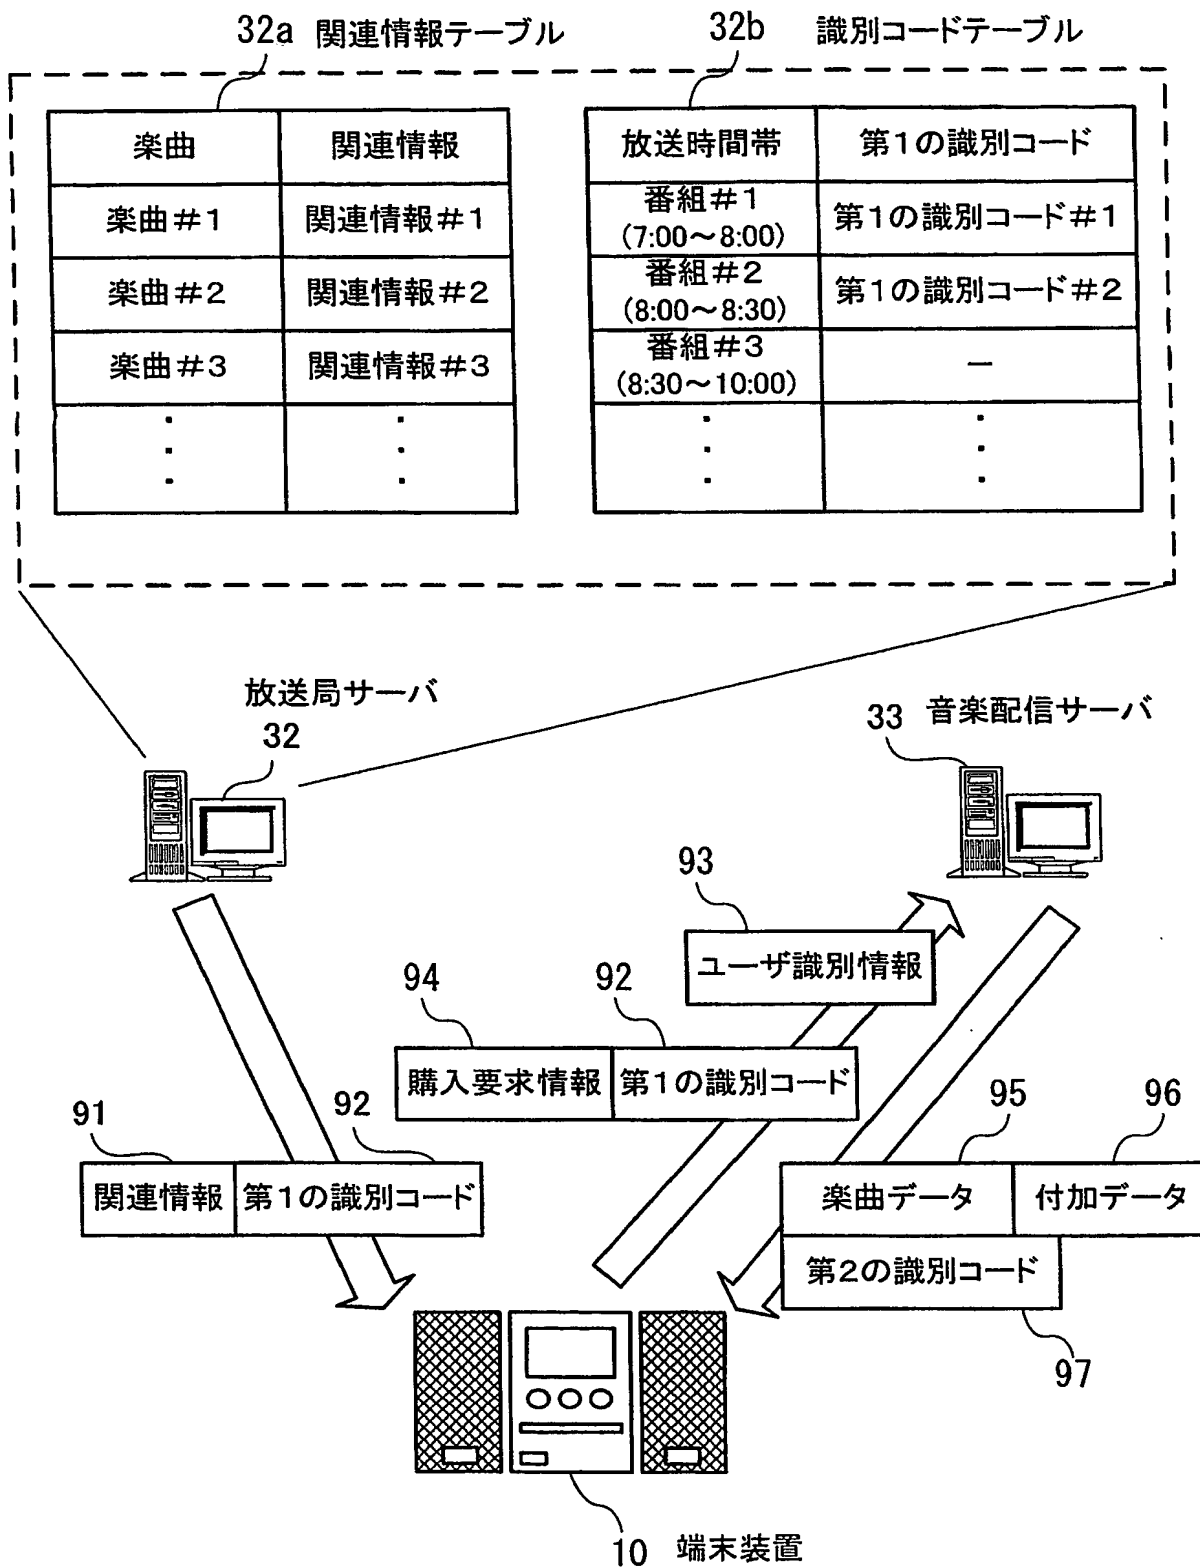 32a 関連情報テーブル
32b 識別コードテーブル
楽曲 関連情報
楽曲#1 関連情報#1
楽曲#2 関連情報#2
楽曲#3 関連情報#3
放送時間帯 第1の識別コード
番組#1
(7:00～8:00)
第1の識別コード#1
番組#2
(8:00～8:30)
第1の識別コード#2
番組#3
(8:30～10:00)
－
放送局サーバ
32
33 音楽配信サーバ
93
ユーザ識別情報
94 92
購入要求情報 第1の識別コード
91 92
関連情報 第1の識別コード
95 96
楽曲データ 付加データ
第2の識別コード
97
10 端末装置